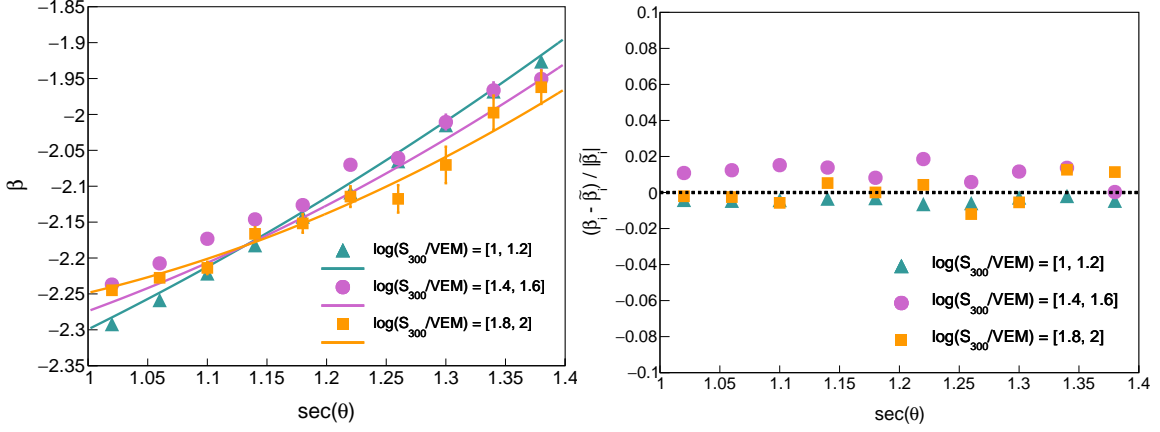 −1.85
−1.9
−1.95
−2
−2.05
−2.1
−2.15
−2.2
−2.25
−2.3
−2.35
β
log(S300/VEM) = [1, 1.2]
log(S300/VEM) = [1.4, 1.6]
log(S300/VEM) = [1.8, 2]
1 1.05 1.1 1.15 1.2 1.25 1.3 1.35 1.4
sec(θ)
0.1
0.08
0.06
0.04
0.02
0
−0.02
−0.04
−0.06
−0.08
−0.1
(β_i - β̃_i) / |β̃_i|
log(S300/VEM) = [1, 1.2]
log(S300/VEM) = [1.4, 1.6]
log(S300/VEM) = [1.8, 2]
1 1.05 1.1 1.15 1.2 1.25 1.3 1.35 1.4
sec(θ)